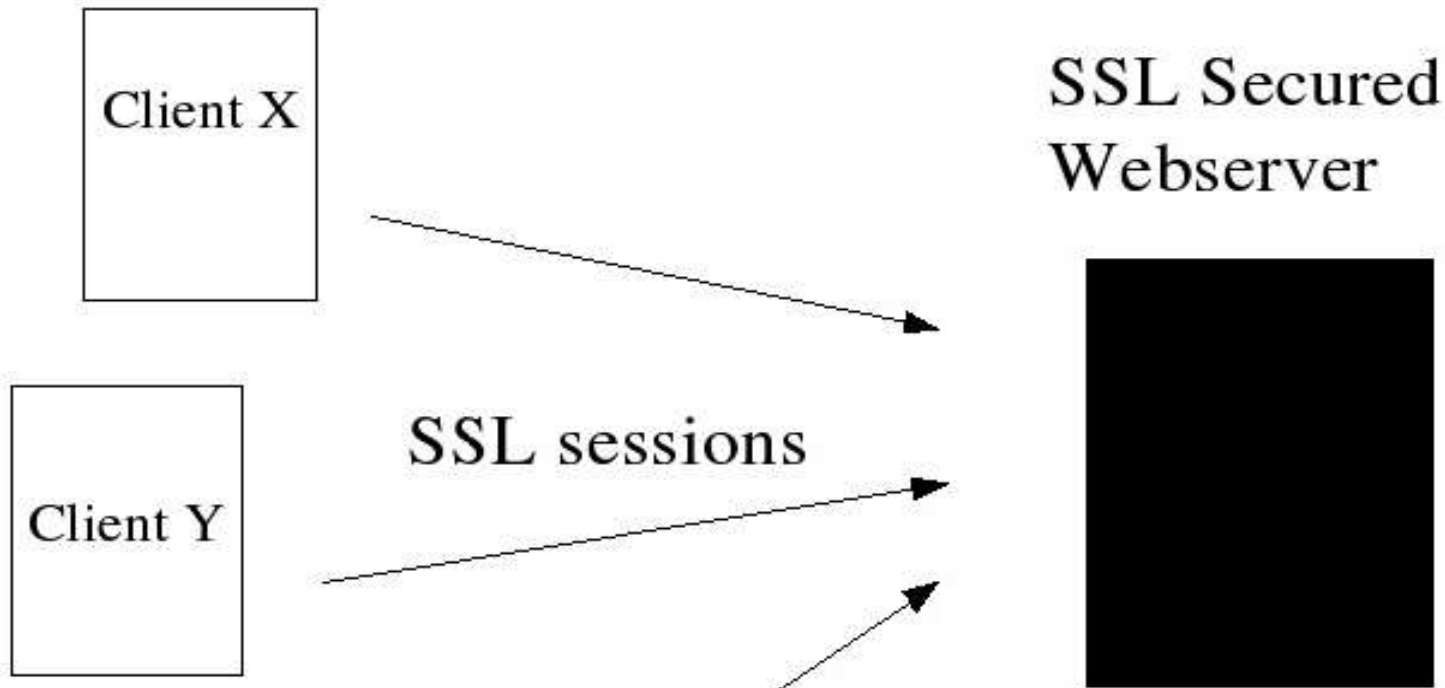 Client X
SSL Secured
Webserver
SSL sessions
Client Y